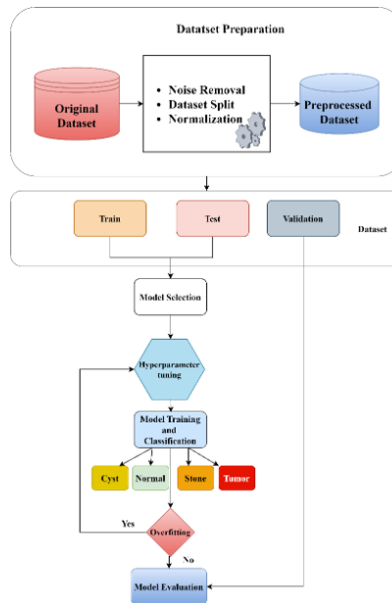 Datatset Preparation
Original
Dataset
• Noise Removal
• Dataset Split
• Normalization
Preprocessed
Dataset
Train
Test
Validation
Dataset
Model Selection
Hyperparameter
tuning
Model Training
and
Classification
Cyst
Normal
Stone
Tumor
Yes
Overfitting
No
Model Evaluation